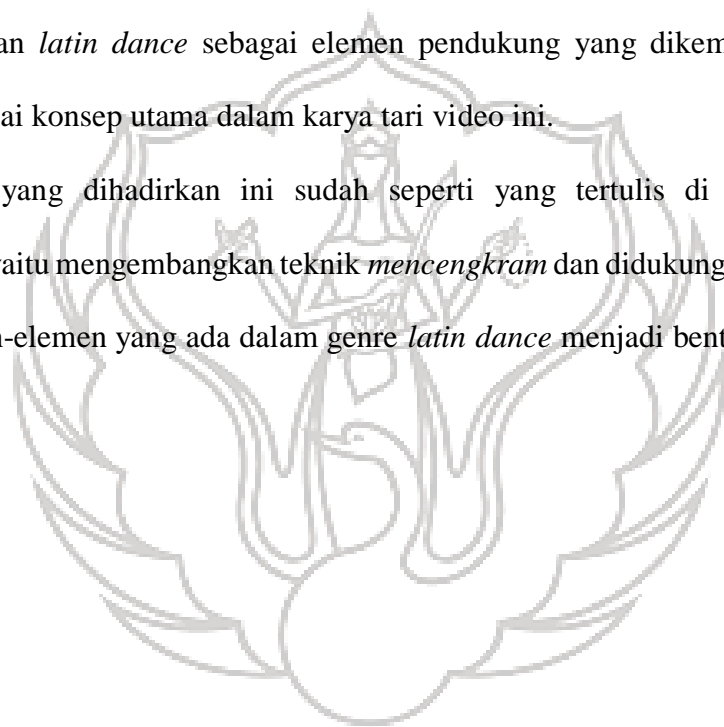 an latin dance sebagai elemen pendukung yang dikem
ai konsep utama dalam karya tari video ini.
yang dihadirkan ini sudah seperti yang tertulis di
yaitu mengembangkan teknik mencengkram dan didukung
n-elemen yang ada dalam genre latin dance menjadi bent